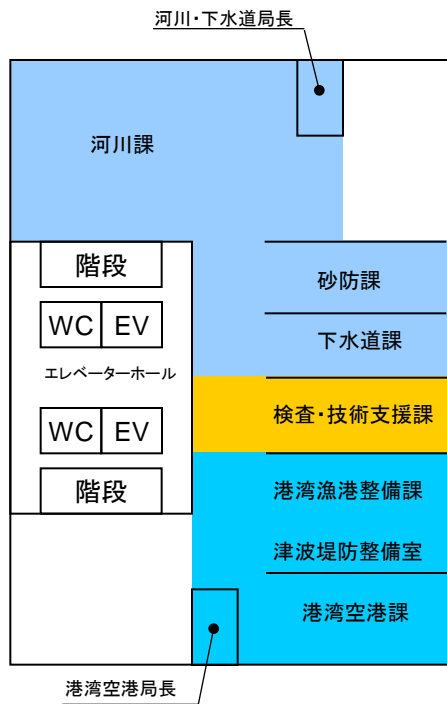 河川・下水道局長
河川課
階段
砂防課
WC EV
下水道課
エレベーターホール
検査・技術支援課
WC EV
階段
港湾漁港整備課
津波堤防整備室
港湾空港課
港湾空港局長